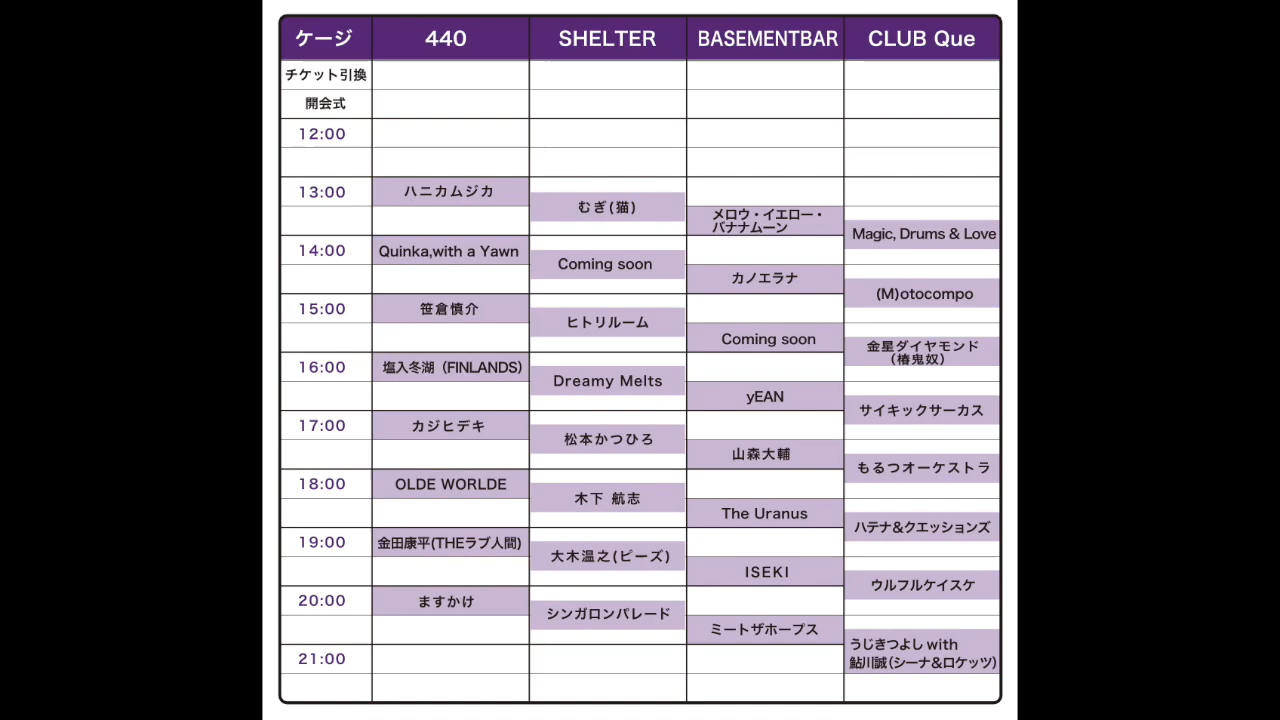 ケージ 440 SHELTER BASEMENTBAR CLUB Que
チケット引換
開会式
12:00
13:00 ハニカムジカ
むぎ(猫)
メロウ・イエロー・
バナナムーン
Magic, Drums & Love
14:00 Quinka,with a Yawn
Coming soon
カノエラナ
(M)otocompo
15:00 笹倉慎介
ヒトリルーム
Coming soon
金星ダイヤモンド
(椿鬼奴)
16:00 塩入冬湖(FINLANDS)
Dreamy Melts
yEAN
サイキックサーカス
17:00 カジヒデキ
松本かつひろ
山森大輔
もるつオーケストラ
18:00 OLDE WORLDE
木下 航志
The Uranus
ハテナ&クエッションズ
19:00 金田康平(THEラブ人間)
大木温之(ピーズ)
ISEKI
ウルフルケイスケ
20:00 ますかけ
シンガロンパレード
ミートザホープス
うじきつよし with
鮎川誠(シーナ&ロケッツ)
21:00